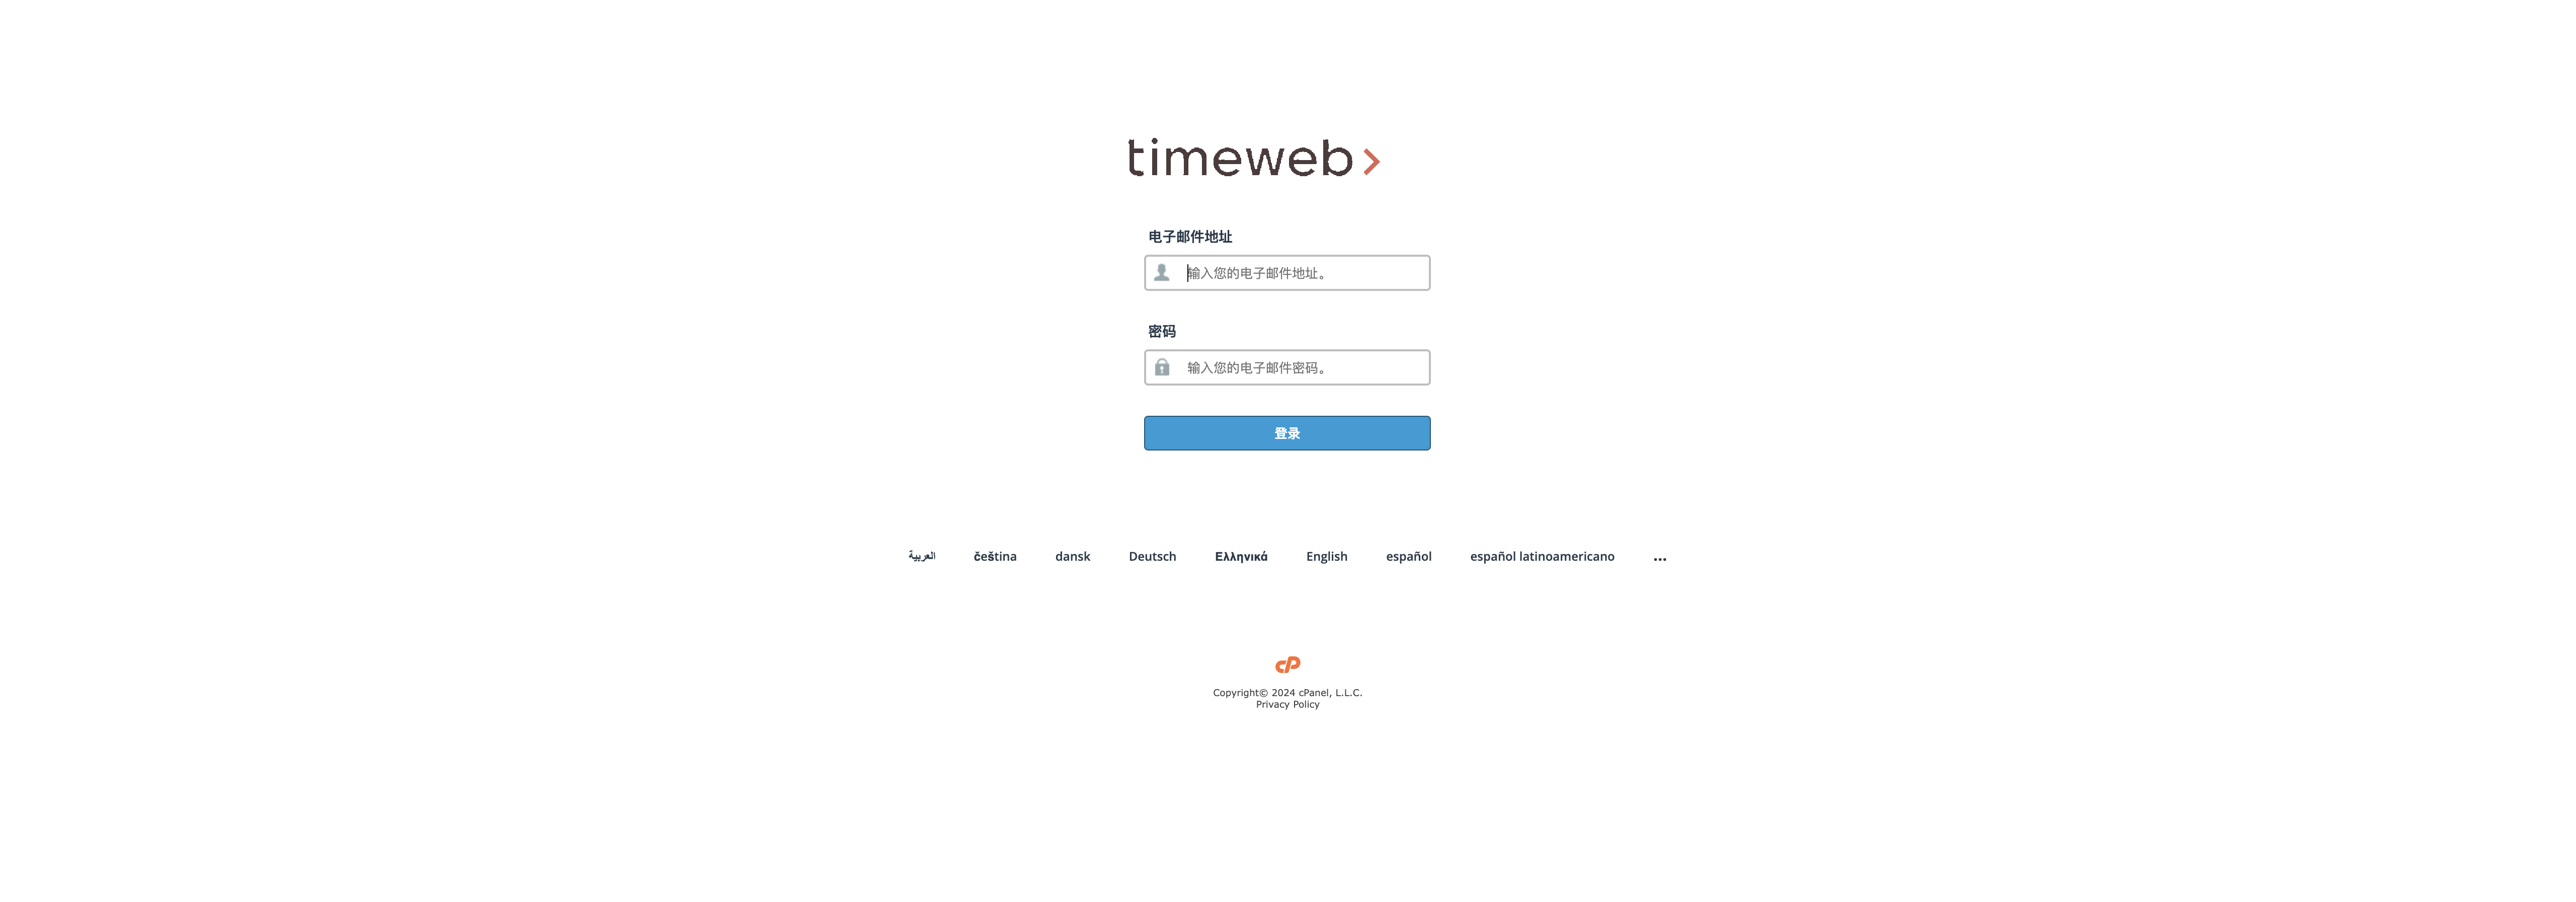 timeweb
电子邮件地址
输入您的电子邮件地址。
密码
输入您的电子邮件密码。
登录
العربية čeština dansk Deutsch Ελληνικά English español español latinoamericano ...
cP
Copyright© 2024 cPanel, L.L.C.
Privacy Policy